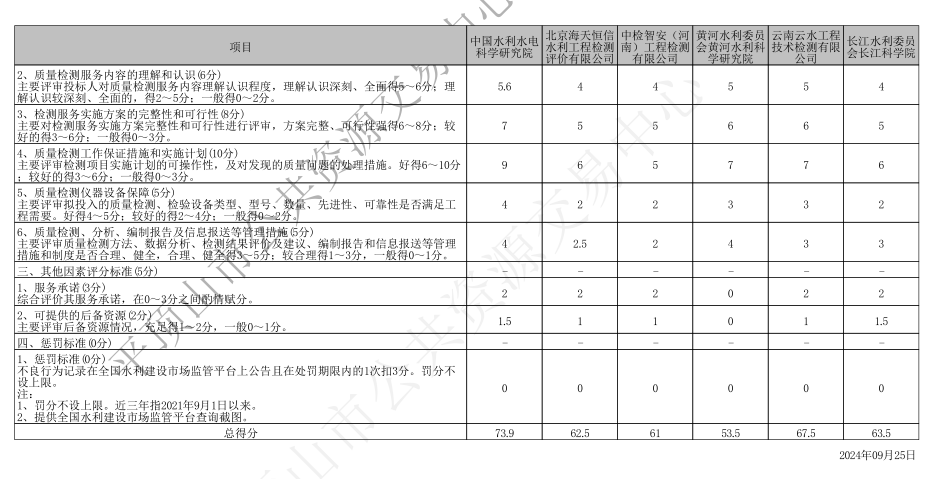 项目 中国水利水电科学研究院 北京海天恒信水利工程检测评价有限公司 中检智安（河南）工程检测有限公司 黄河水利委员会黄河水利科学研究院 云南云水工程技术检测有限公司 长江水利委员会长江科学院
2、质量检测服务内容的理解和认识(6分)
主要评审投标人对质量检测服务内容理解认识程度，理解认识深刻、全面得5～6分；理
解认识较深刻、全面的，得2～5分；一般得0～2分。 5.6 4 4 5 5 4
3、检测服务实施方案的完整性和可行性(8分)
主要对检测服务实施方案完整性和可行性进行评审，方案完整、可行性强得6～8分；较
好的得3～6分；一般得0～3分。 7 5 5 6 6 5
4、质量检测工作保证措施和实施计划(10分)
主要评审检测项目实施计划的可操作性，及对发现的质量问题的处理措施。好得6～10分
；较好的得3～6分；一般得0～3分。 9 6 5 7 7 6
5、质量检测仪器设备保障(5分)
主要评审拟投入的质量检测、检验设备类型、型号、数量、先进性、可靠性是否满足工
程需要。好得4～5分；较好的得2～4分；一般得0～2分。 4 2 2 3 3 2
6、质量检测、分析、编制报告及信息报送等管理措施(5分)
主要评审质量检测方法、数据分析、检测结果评价及建议、编制报告和信息报送等管理
措施和制度是否合理、健全，合理、健全得3～5分；较合理得1～3分，一般得0～1分。 4 2.5 2 4 3 3
三、其他因素评分标准(5分) － － － － － －
1、服务承诺(3分)
综合评价其服务承诺，在0～3分之间酌情赋分。 2 2 2 0 2 2
2、可提供的后备资源(2分)
主要评审后备资源情况，充足得1～2分，一般0～1分。 1.5 1 1 0 1 1.5
四、惩罚标准(0分) － － － － － －
1、惩罚标准(0分)
不良行为记录在全国水利建设市场监管平台上公告且在处罚期限内的1次扣3分。罚分不
设上限。
注：
1、罚分不设上限。近三年指2021年9月1日以来。
2、提供全国水利建设市场监管平台查询截图。 0 0 0 0 0 0
总得分 73.9 62.5 61 53.5 67.5 63.5
2024年09月25日
平顶山市公共资源交易中心
平顶山市公共资源交易中心